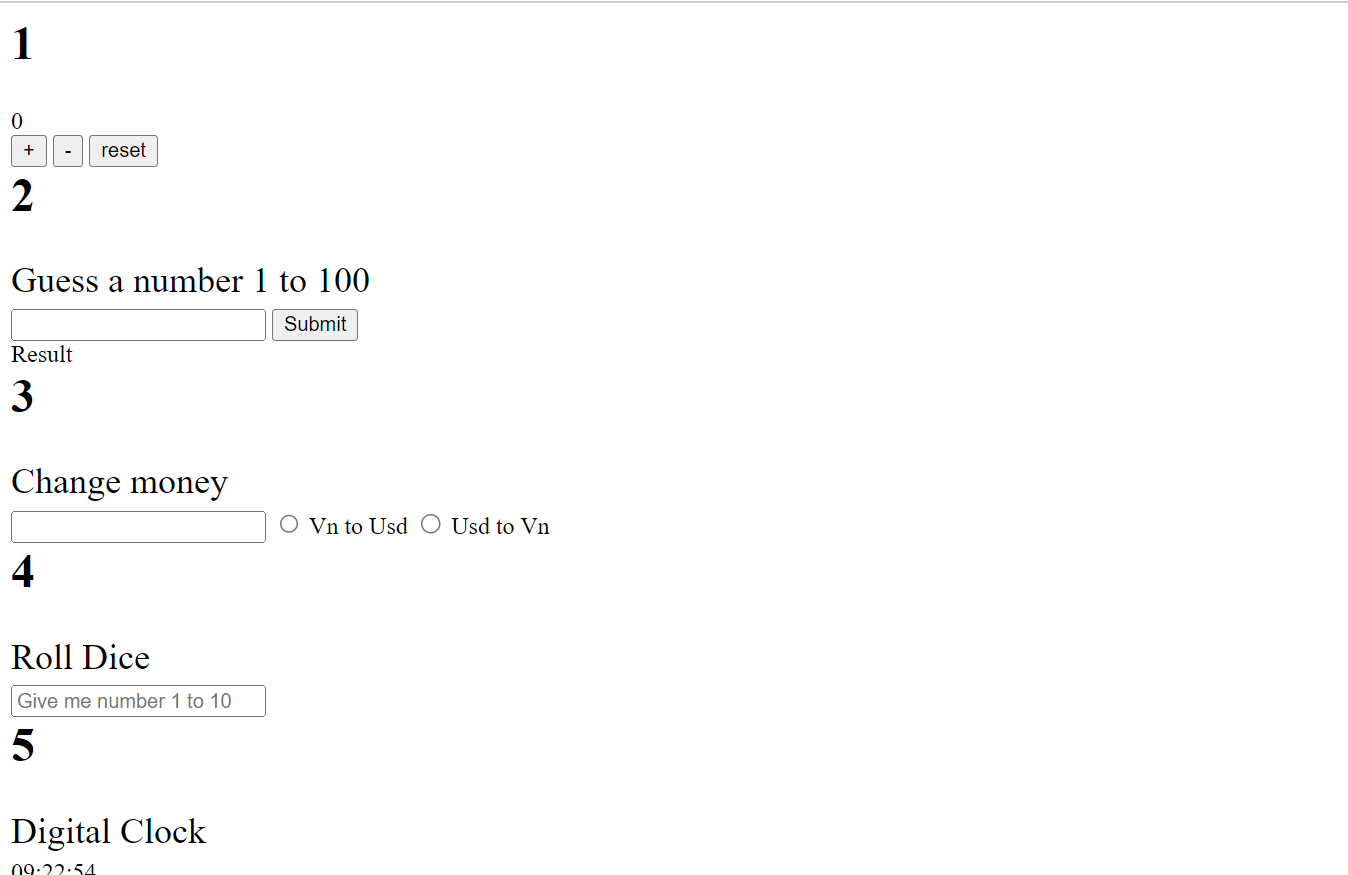 1
0
+ - reset
2
Guess a number 1 to 100
Submit
Result
3
Change money
Vn to Usd Usd to Vn
4
Roll Dice
Give me number 1 to 10
5
Digital Clock
09:22:54